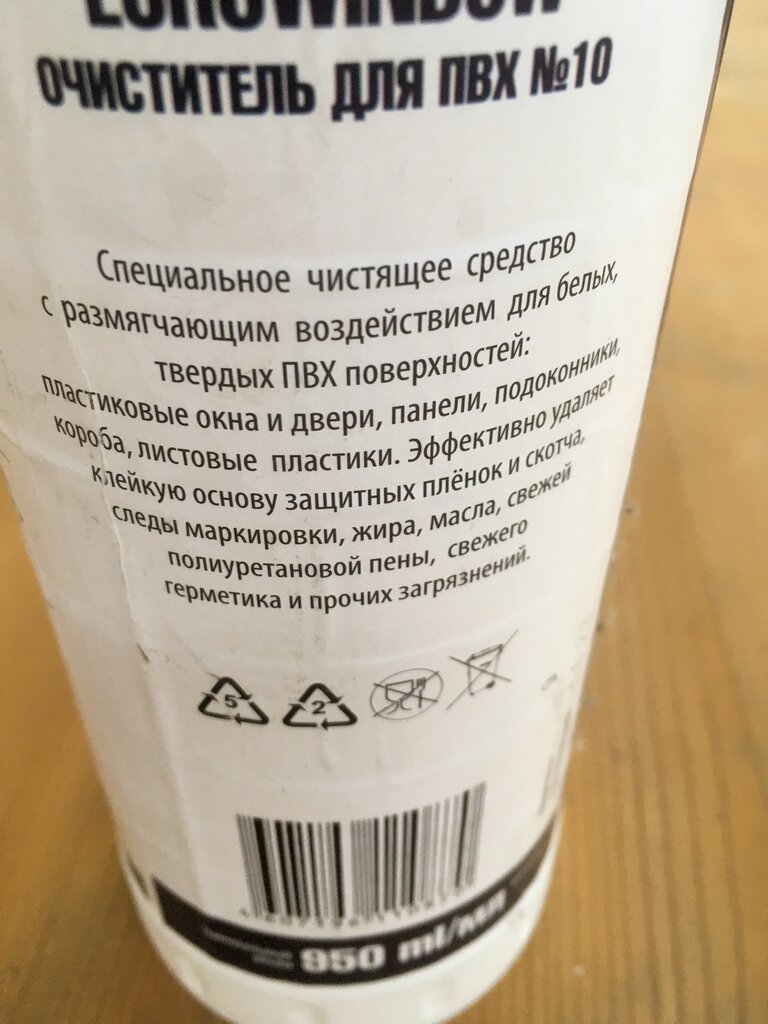 EUROWINDOW
ОЧИСТИТЕЛЬ ДЛЯ ПВХ №10
Специальное чистящее средство
с размягчающим воздействием для белых,
твердых ПВХ поверхностей:
пластиковые окна и двери, панели, подоконники,
короба, листовые пластики. Эффективно удаляет
клейкую основу защитных плёнок и скотча,
следы маркировки, жира, масла, свежей
полиуретановой пены, свежего
герметика и прочих загрязнений.
5 2
950 ml/мл